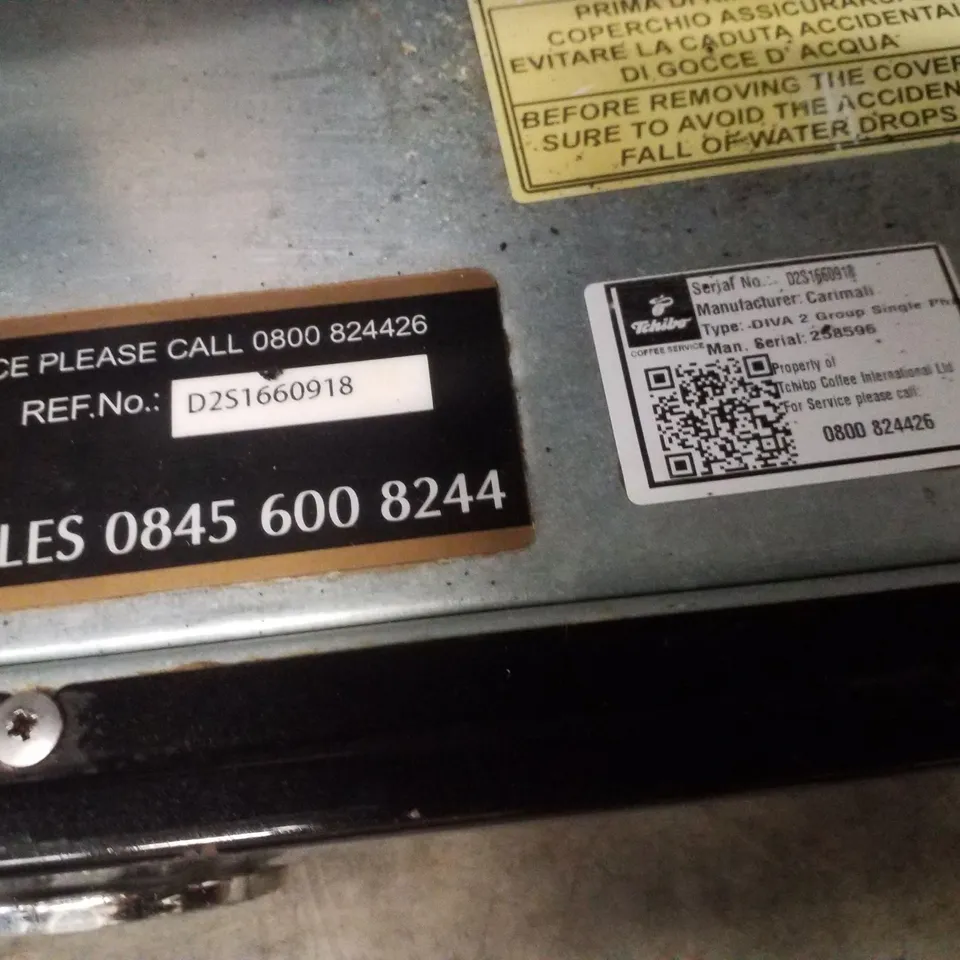 COPERCHIO ASSICURARSI
EVITARE LA CADUTA ACCIDENTAL
DI GOCCE D'ACQUA
BEFORE REMOVING THE COVER
SURE TO AVOID THE ACCIDEN
FALL OF WATER DROPS
CE PLEASE CALL 0800 824426
REF.No.: D2S1660918
LES 0845 600 8244
Tchibo
COFFEE SERVICE
Serial No.: D2S1660918
Manufacturer: Carimali
Type: DIVA 2 Group Single Pha
Man. Serial: 258596
Property of
Tchibo Coffee International Ltd
For Service please call:
0800 824426